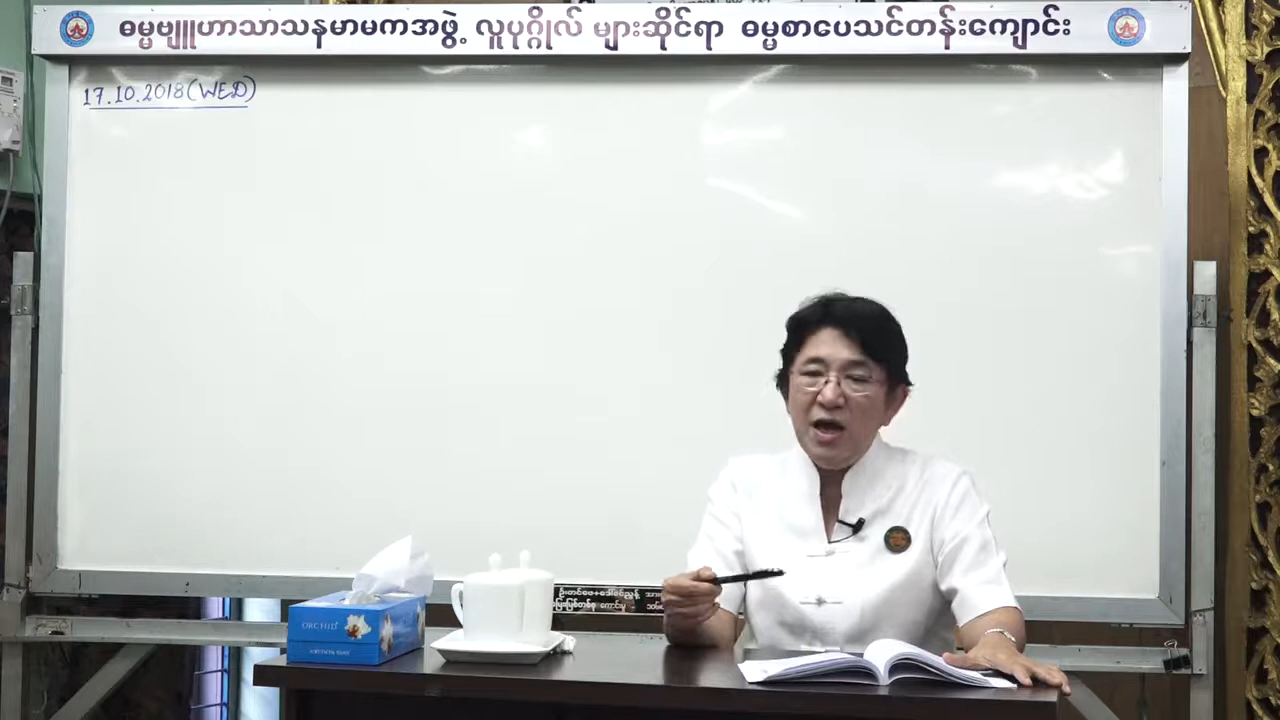 ဓမ္မဗျူဟာသာသနမာမကအဖွဲ့ လူပုဂ္ဂိုလ် များဆိုင်ရာ ဓမ္မစာပေသင်တန်းကျောင်း
17.10.2018(WED)
ORCHID